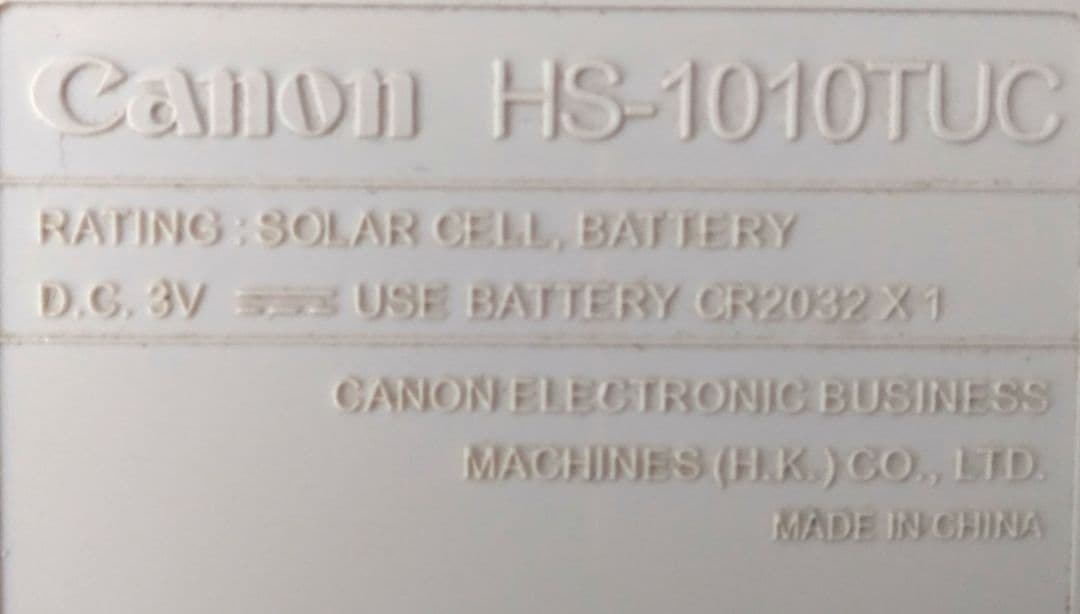 Canon HS-1010TUC
RATING : SOLAR CELL, BATTERY
D.C. 3V USE BATTERY CR2032 X 1
CANON ELECTRONIC BUSINESS
MACHINES (H.K.) CO., LTD.
MADE IN CHINA